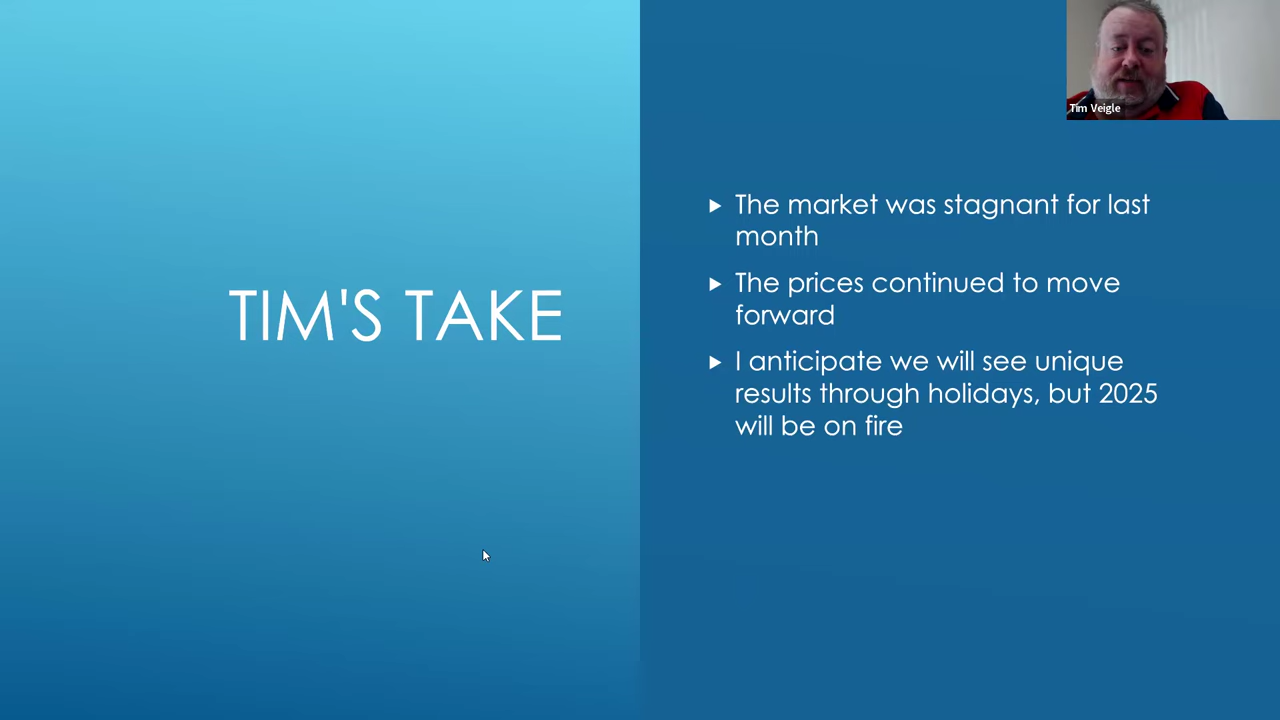 Tim Veigle
TIM'S TAKE
The market was stagnant for last
month
The prices continued to move
forward
I anticipate we will see unique
results through holidays, but 2025
will be on fire